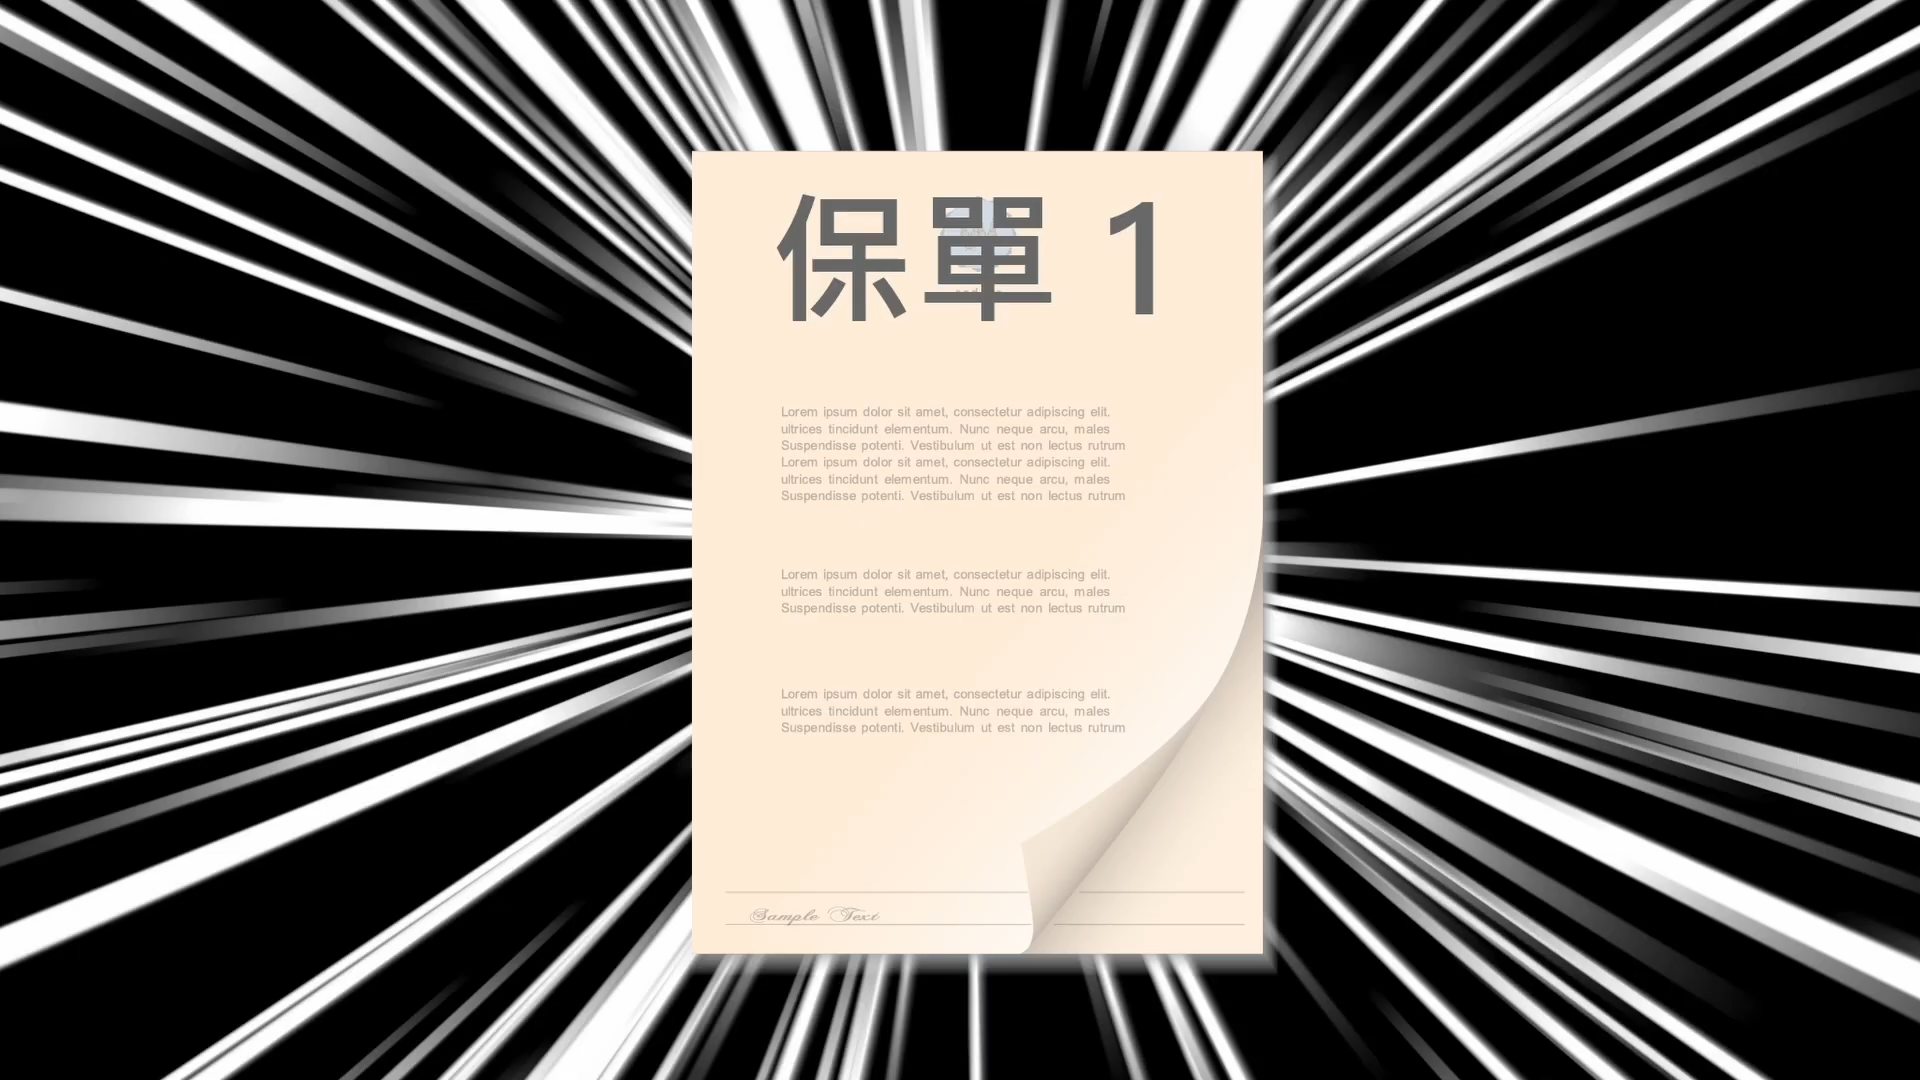 保單 1
Lorem ipsum dolor sit amet, consectetur adipiscing elit.
ultrices tincidunt elementum. Nunc neque arcu, males
Suspendisse potenti. Vestibulum ut est non lectus rutrum
Lorem ipsum dolor sit amet, consectetur adipiscing elit.
ultrices tincidunt elementum. Nunc neque arcu, males
Suspendisse potenti. Vestibulum ut est non lectus rutrum
Lorem ipsum dolor sit amet, consectetur adipiscing elit.
ultrices tincidunt elementum. Nunc neque arcu, males
Suspendisse potenti. Vestibulum ut est non lectus rutrum
Lorem ipsum dolor sit amet, consectetur adipiscing elit.
ultrices tincidunt elementum. Nunc neque arcu, males
Suspendisse potenti. Vestibulum ut est non lectus rutrum
Sample Text